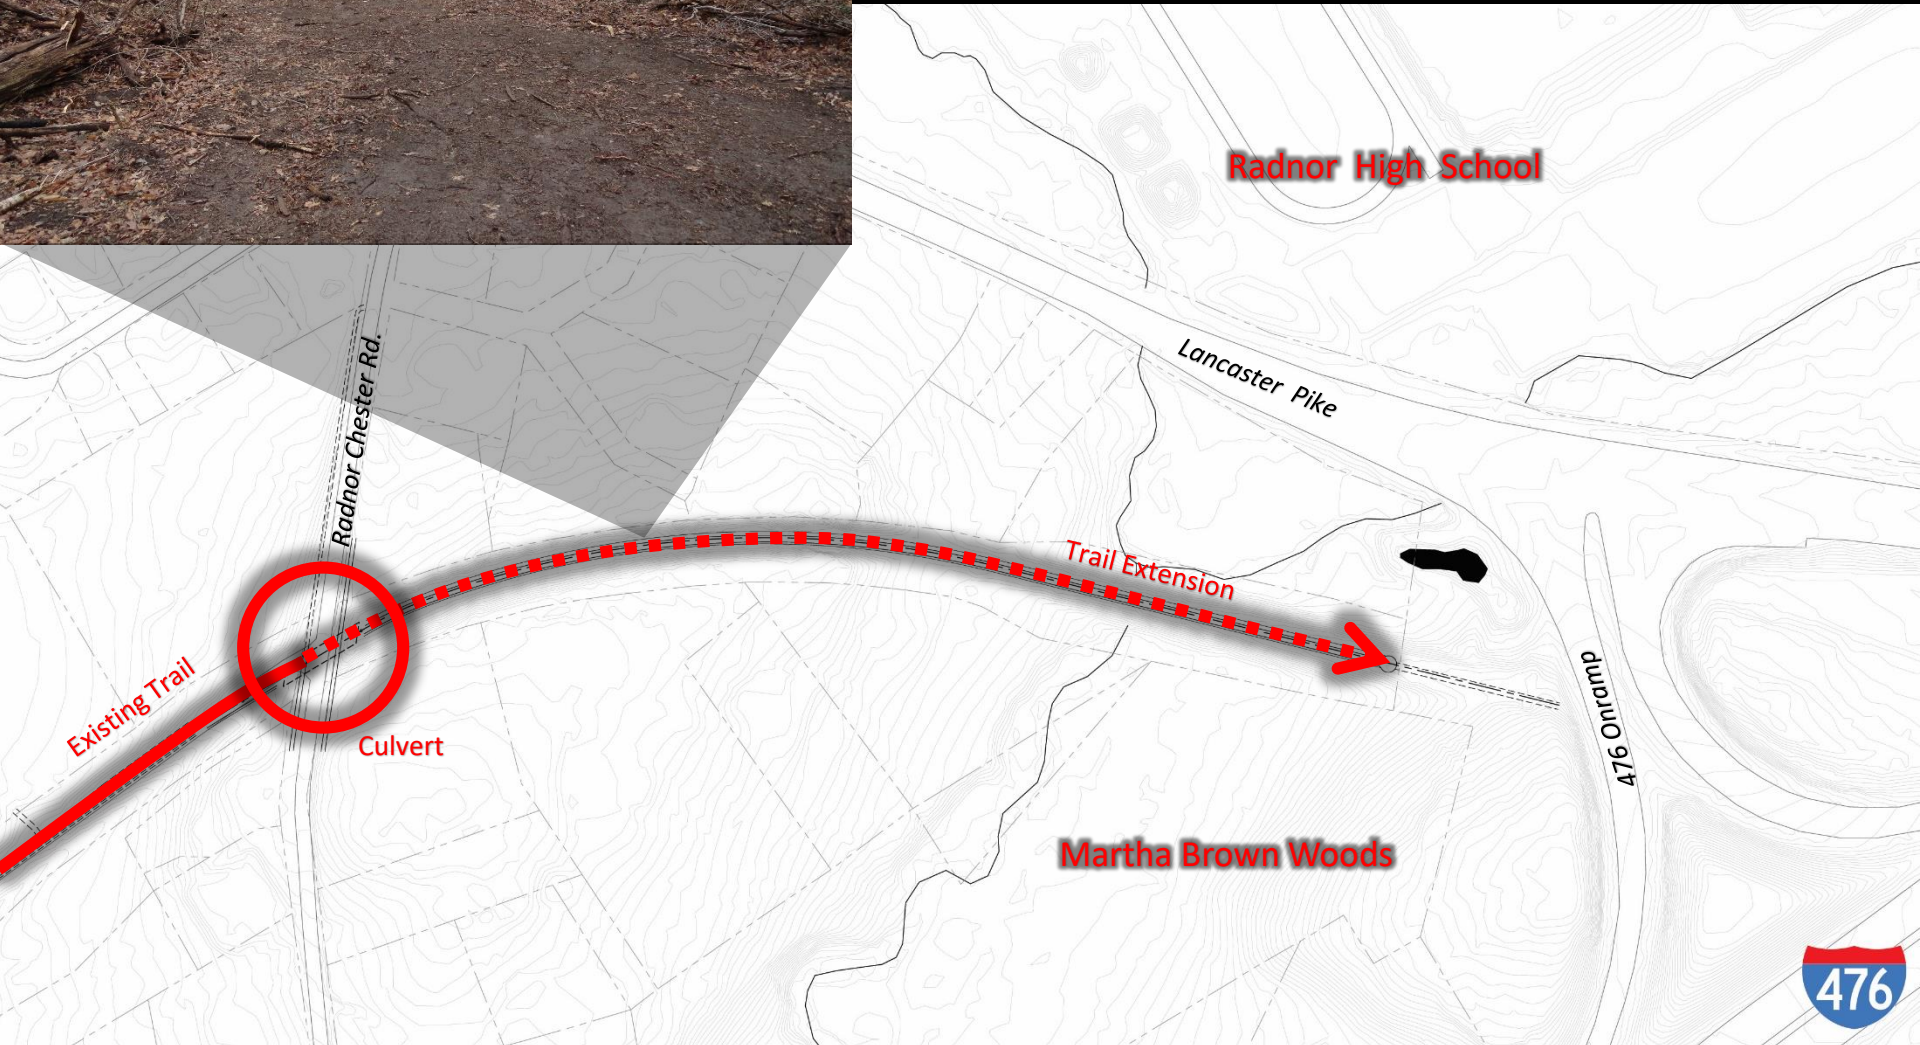 Radnor High School
Lancaster Pike
Radnor Chester Rd.
Trail Extension
Existing Trail
Culvert
476 Onramp
Martha Brown Woods
476